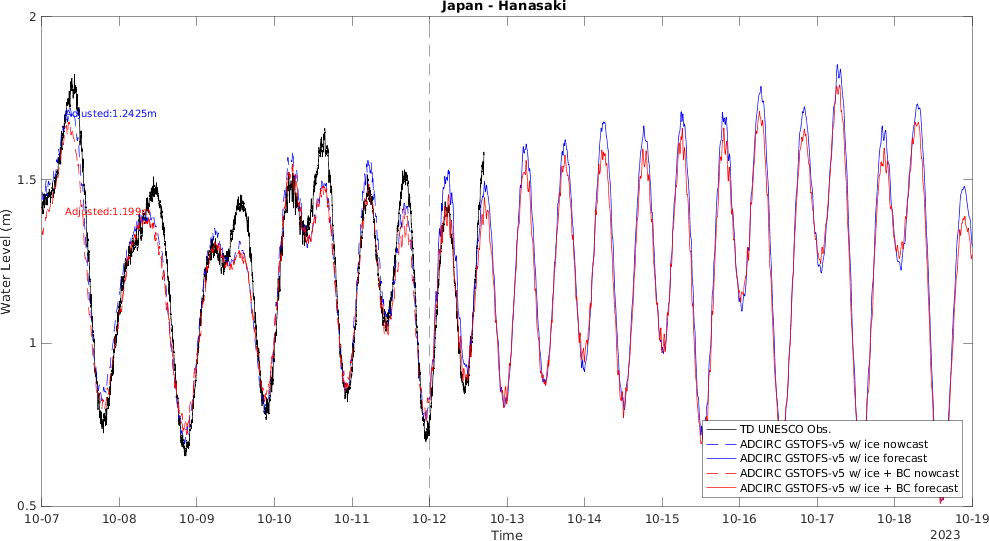 Japan - Hanasaki
2
1.5
1
0.5
Water Level (m)
Adjusted:1.2425m
Adjusted:1.199m
TD UNESCO Obs.
ADCIRC GSTOFS-v5 w/ ice nowcast
ADCIRC GSTOFS-v5 w/ ice forecast
ADCIRC GSTOFS-v5 w/ ice + BC nowcast
ADCIRC GSTOFS-v5 w/ ice + BC forecast
10-07 10-08 10-09 10-10 10-11 10-12 10-13 10-14 10-15 10-16 10-17 10-18 10-19
Time
2023